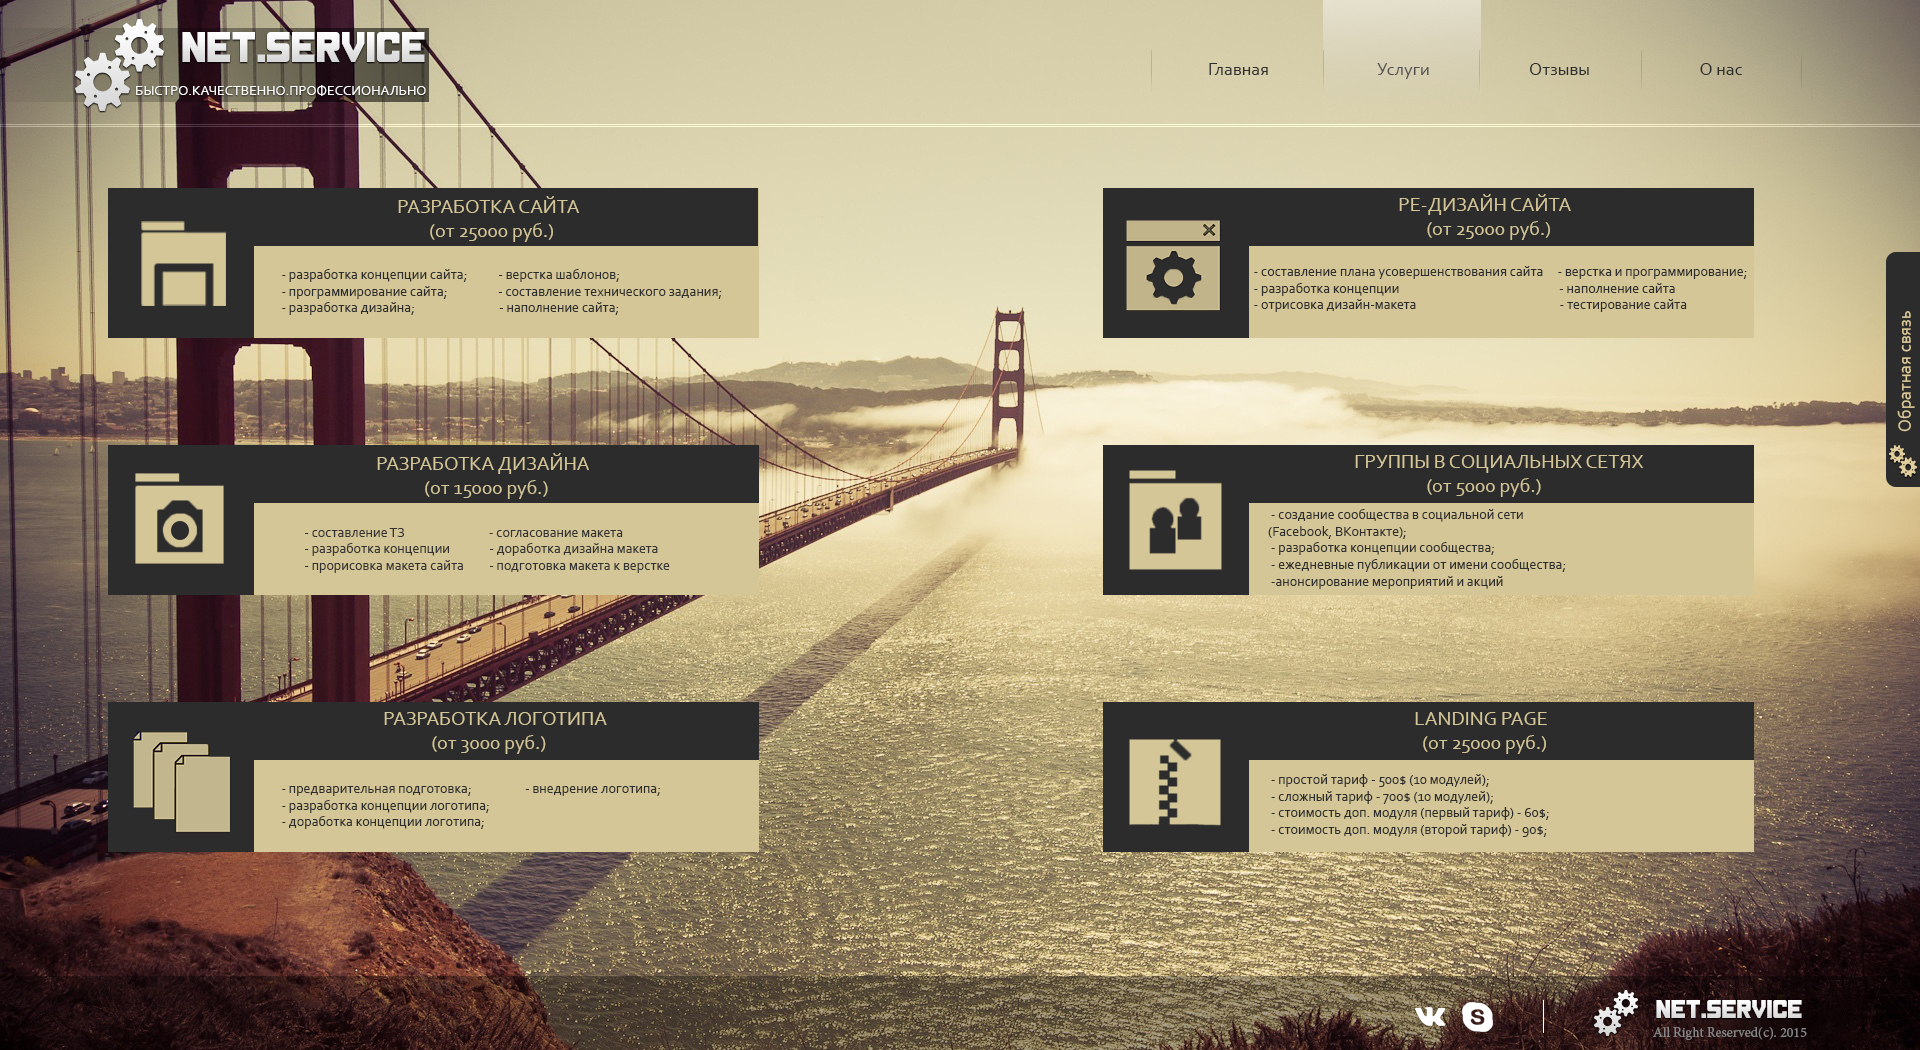 NET.SERVICE
БЫСТРО.КАЧЕСТВЕННО.ПРОФЕССИОНАЛЬНО
Главная
Услуги
Отзывы
О нас
РАЗРАБОТКА САЙТА
(от 25000 руб.)
- разработка концепции сайта;
- программирование сайта;
- разработка дизайна;
- верстка шаблонов;
- составление технического задания;
- наполнение сайта;
РЕ-ДИЗАЙН САЙТА
(от 25000 руб.)
- составление плана усовершенствования сайта
- разработка концепции
- отрисовка дизайн-макета
- верстка и программирование;
- наполнение сайта
- тестирование сайта
Обратная связь
РАЗРАБОТКА ДИЗАЙНА
(от 15000 руб.)
- составление ТЗ
- разработка концепции
- прорисовка макета сайта
- согласование макета
- доработка дизайна макета
- подготовка макета к верстке
ГРУППЫ В СОЦИАЛЬНЫХ СЕТЯХ
(от 5000 руб.)
- создание сообщества в социальной сети
(Facebook, ВКонтакте);
- разработка концепции сообщества;
- ежедневные публикации от имени сообщества;
-анонсирование мероприятий и акций
РАЗРАБОТКА ЛОГОТИПА
(от 3000 руб.)
- предварительная подготовка;
- разработка концепции логотипа;
- доработка концепции логотипа;
- внедрение логотипа;
LANDING PAGE
(от 25000 руб.)
- простой тариф - 500$ (10 модулей);
- сложный тариф - 700$ (10 модулей);
- стоимость доп. модуля (первый тариф) - 60$;
- стоимость доп. модуля (второй тариф) - 90$;
NET.SERVICE
All Right Reserved(c). 2015